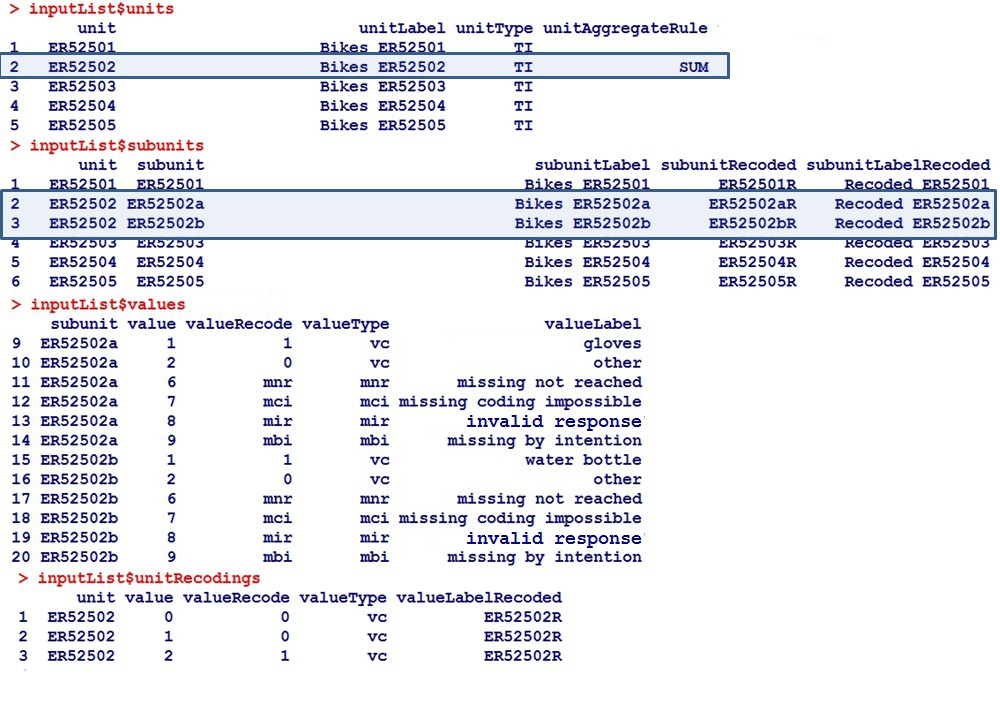 > inputList$units
unit unitLabel unitType unitAggregateRule
1 ER52501 Bikes ER52501 TI
2 ER52502 Bikes ER52502 TI SUM
3 ER52503 Bikes ER52503 TI
4 ER52504 Bikes ER52504 TI
5 ER52505 Bikes ER52505 TI
> inputList$subunits
unit subunit subunitLabel subunitRecoded subunitLabelRecoded
1 ER52501 ER52501 Bikes ER52501 ER52501R Recoded ER52501
2 ER52502 ER52502a Bikes ER52502a ER52502aR Recoded ER52502a
3 ER52502 ER52502b Bikes ER52502b ER52502bR Recoded ER52502b
4 ER52503 ER52503 Bikes ER52503 ER52503R Recoded ER52503
5 ER52504 ER52504 Bikes ER52504 ER52504R Recoded ER52504
6 ER52505 ER52505 Bikes ER52505 ER52505R Recoded ER52505
> inputList$values
subunit value valueRecode valueType valueLabel
9 ER52502a 1 1 vc gloves
10 ER52502a 2 0 vc other
11 ER52502a 6 mnr mnr missing not reached
12 ER52502a 7 mci mci missing coding impossible
13 ER52502a 8 mir mir invalid response
14 ER52502a 9 mbi mbi missing by intention
15 ER52502b 1 1 vc water bottle
16 ER52502b 2 0 vc other
17 ER52502b 6 mnr mnr missing not reached
18 ER52502b 7 mci mci missing coding impossible
19 ER52502b 8 mir mir invalid response
20 ER52502b 9 mbi mbi missing by intention
> inputList$unitRecodings
unit value valueRecode valueType valueLabelRecoded
1 ER52502 0 0 vc ER52502R
2 ER52502 1 0 vc ER52502R
3 ER52502 2 1 vc ER52502R